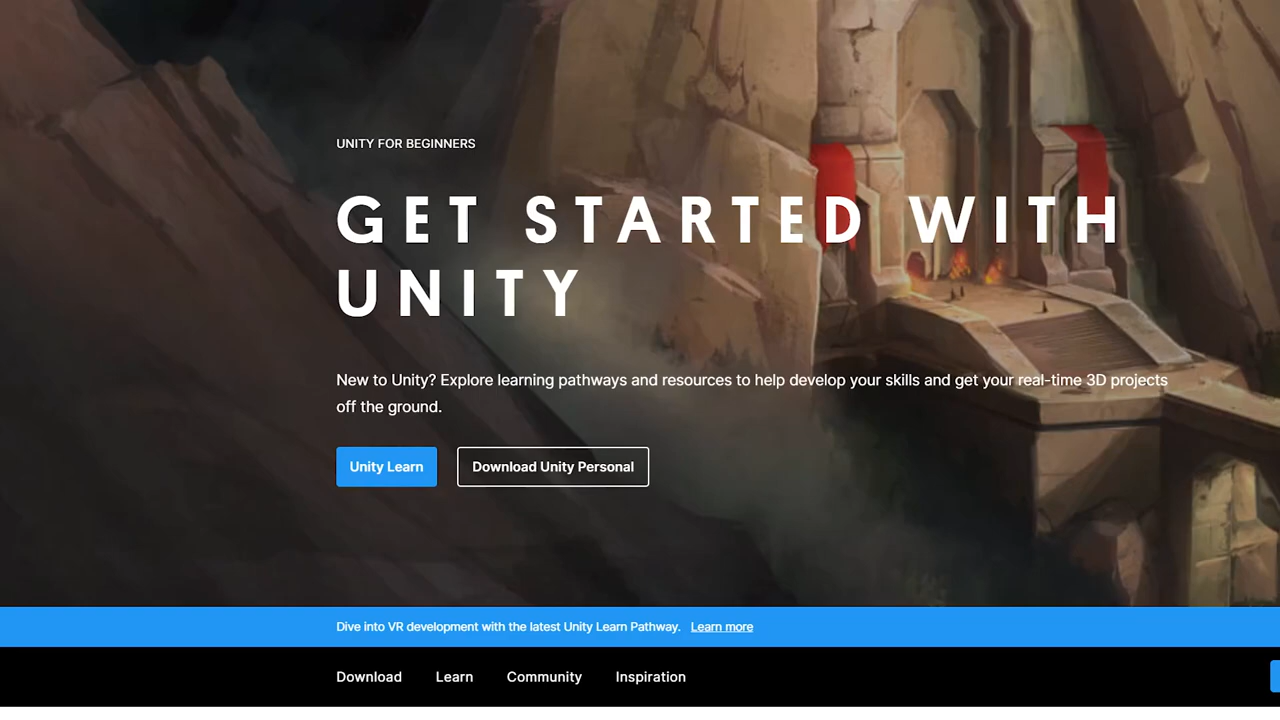 UNITY FOR BEGINNERS
GET STARTED WITH
UNITY
New to Unity? Explore learning pathways and resources to help develop your skills and get your real-time 3D projects
off the ground.
Unity Learn
Download Unity Personal
Dive into VR development with the latest Unity Learn Pathway. Learn more
Download Learn Community Inspiration